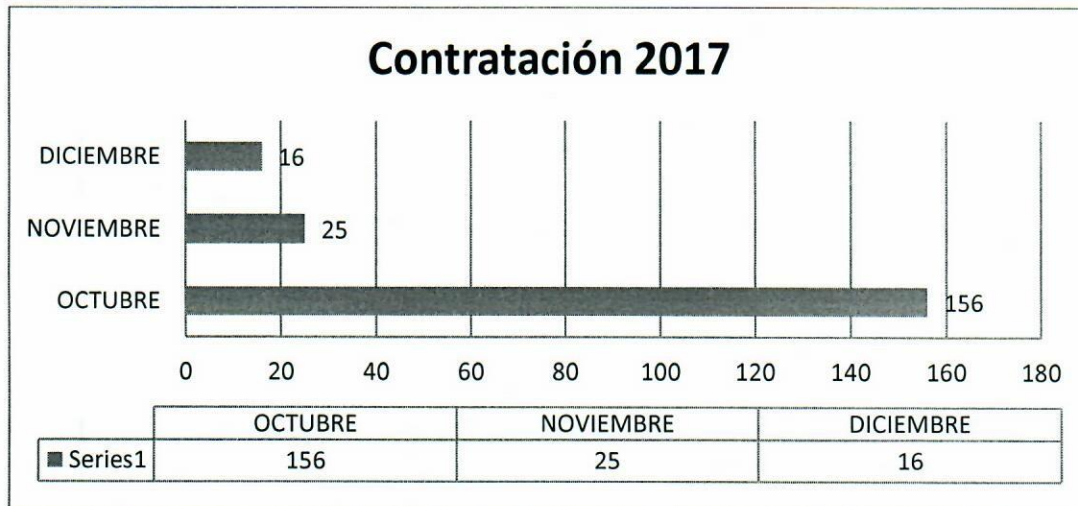 Contratación 2017
DICIEMBRE 16
NOVIEMBRE 25
OCTUBRE 156
0 20 40 60 80 100 120 140 160 180
OCTUBRE NOVIEMBRE DICIEMBRE
Series1 156 25 16